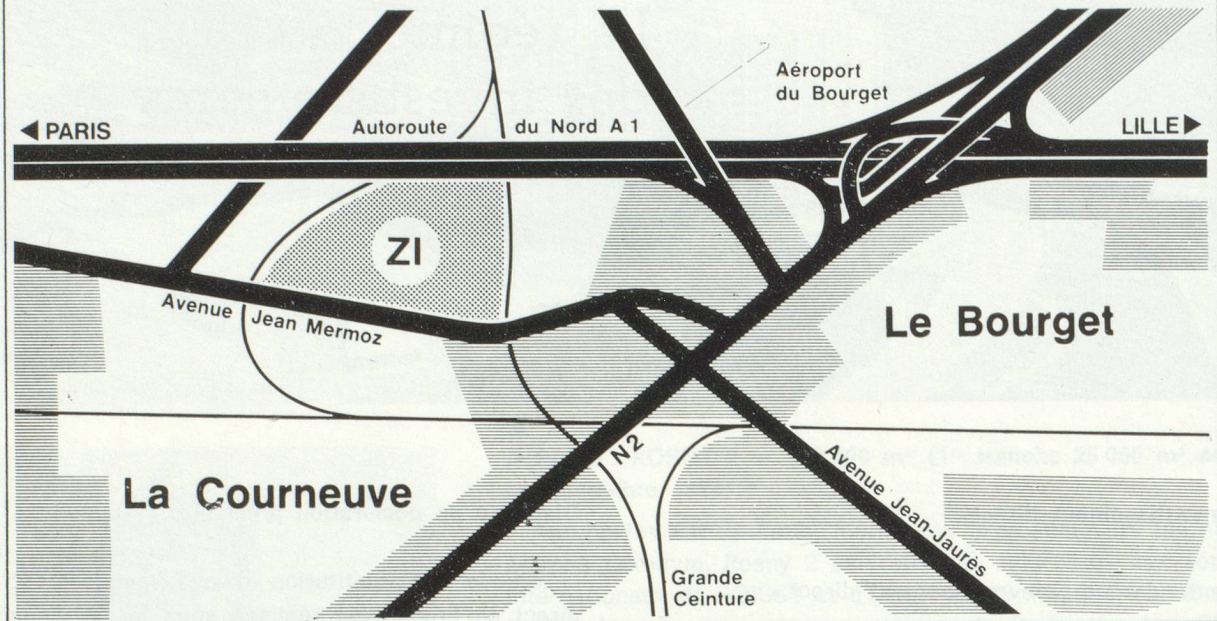 Aéroport
du Bourget
◀ PARIS
Autoroute du Nord A1
LILLE ▶
ZI
Avenue Jean Mermoz
Le Bourget
N2
La Courneuve
Avenue Jean-Jaurès
Grande
Ceinture